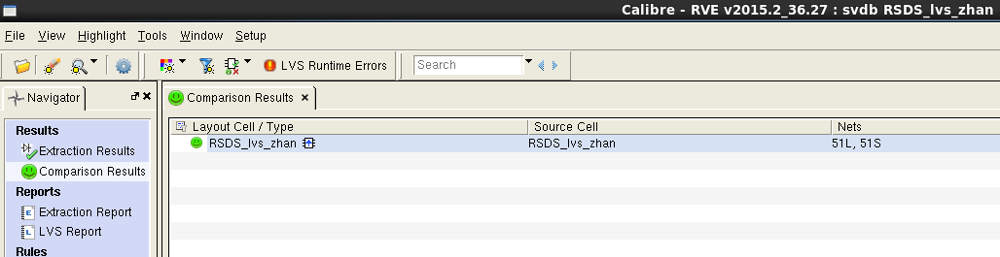 Calibre - RVE v2015.2_36.27 : svdb RSDS_lvs_zhan
File View Highlight Tools Window Setup
LVS Runtime Errors Search
Navigator Comparison Results
Results Layout Cell / Type Source Cell Nets
Extraction Results RSDS_lvs_zhan RSDS_lvs_zhan 51L, 51S
Comparison Results
Reports
E Extraction Report
L LVS Report
Rules